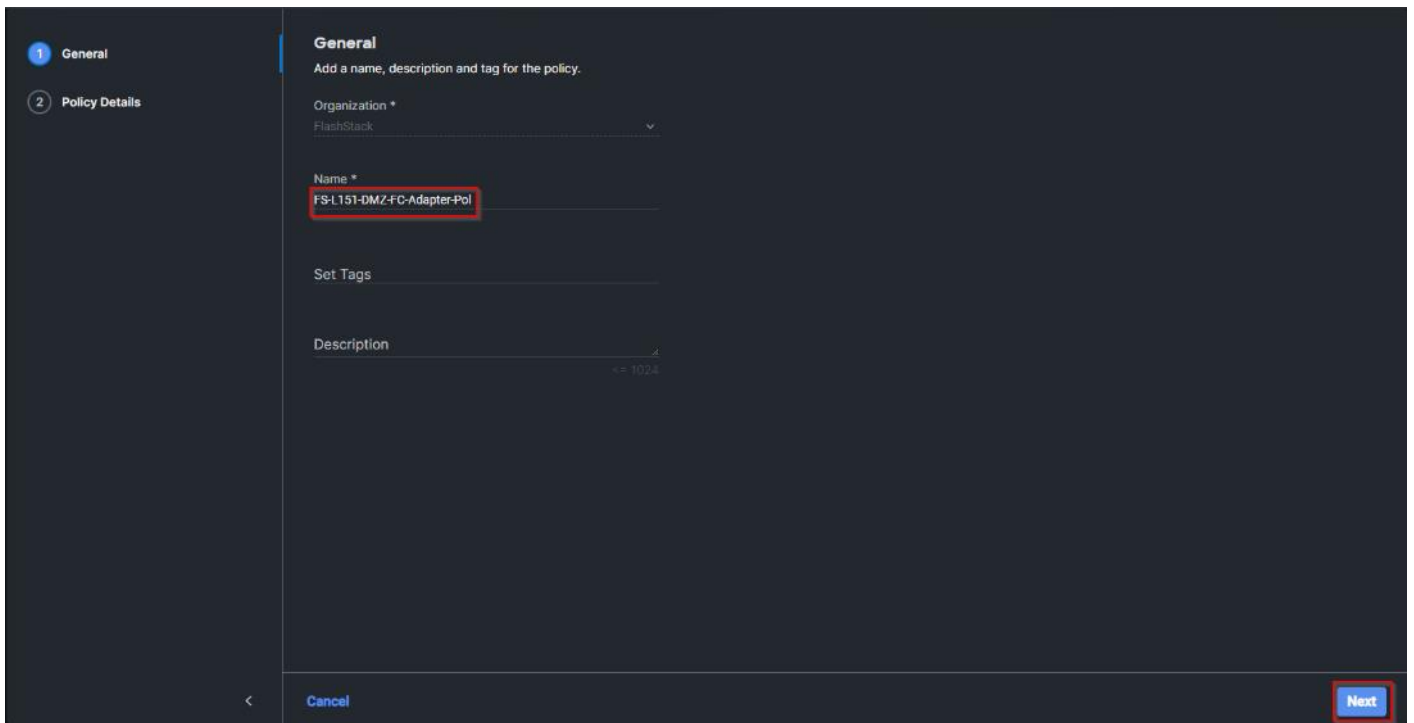 1 General
2 Policy Details
General
Add a name, description and tag for the policy.
Organization *
FlashStack
Name *
FS-L151-DMZ-FC-Adapter-Pol
Set Tags
Description
<= 1024
Cancel
Next